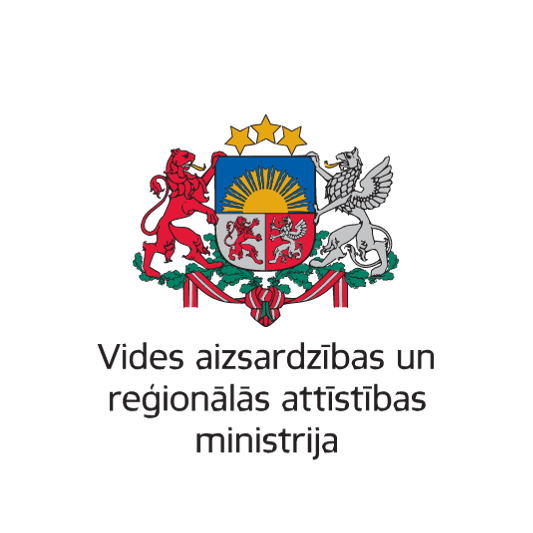 Vides aizsardzības un
reģionālās attīstības
ministrija